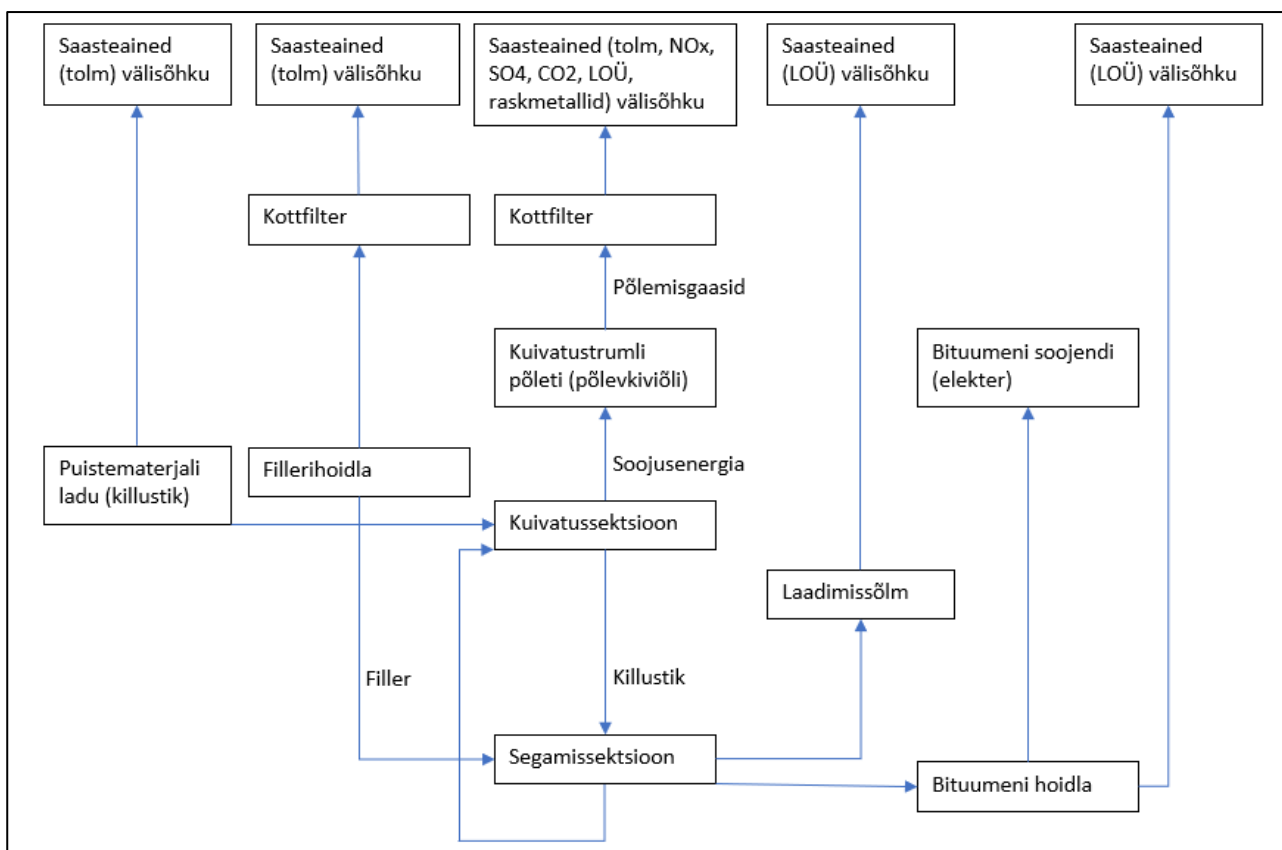 Saasteained
(tolm) välisõhku
Saasteained
(tolm) välisõhku
Saasteained (tolm, NOx,
SO4, CO2, LOÜ,
raskmetallid) välisõhku
Saasteained
(LOÜ) välisõhku
Saasteained
(LOÜ) välisõhku
Kottfilter
Kottfilter
Põlemisgaasid
Kuivatustrumli
põleti (põlevkiviõli)
Bituumeni soojendi
(elekter)
Puistematerjali
ladu (killustik)
Fillerihoidla
Soojusenergia
Kuivatussektsioon
Laadimissõlm
Filler
Killustik
Segamissektsioon
Bituumeni hoidla